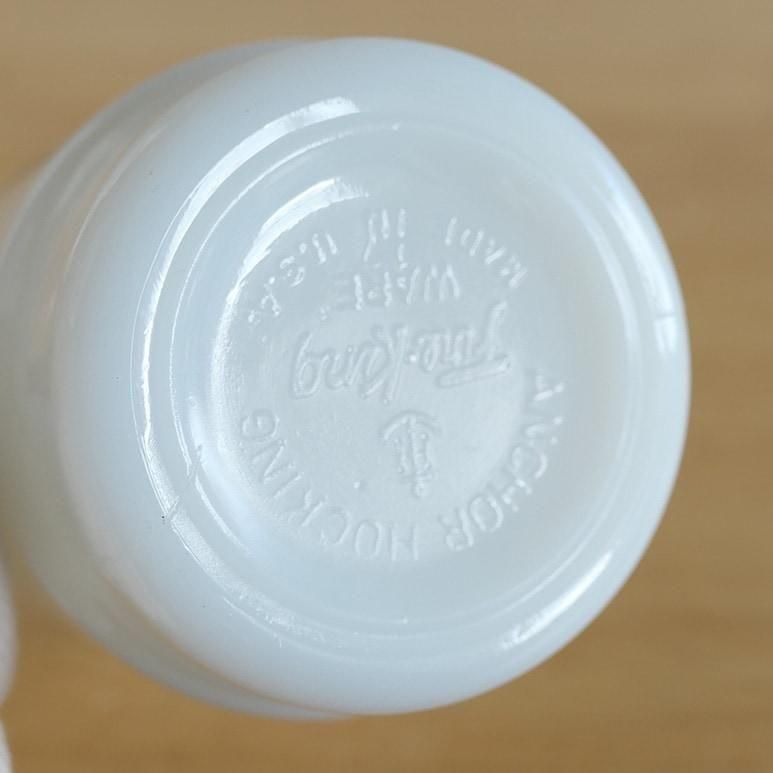 ANCHOR HOCKING
Fire-King
WARE
MADE IN U.S.A.